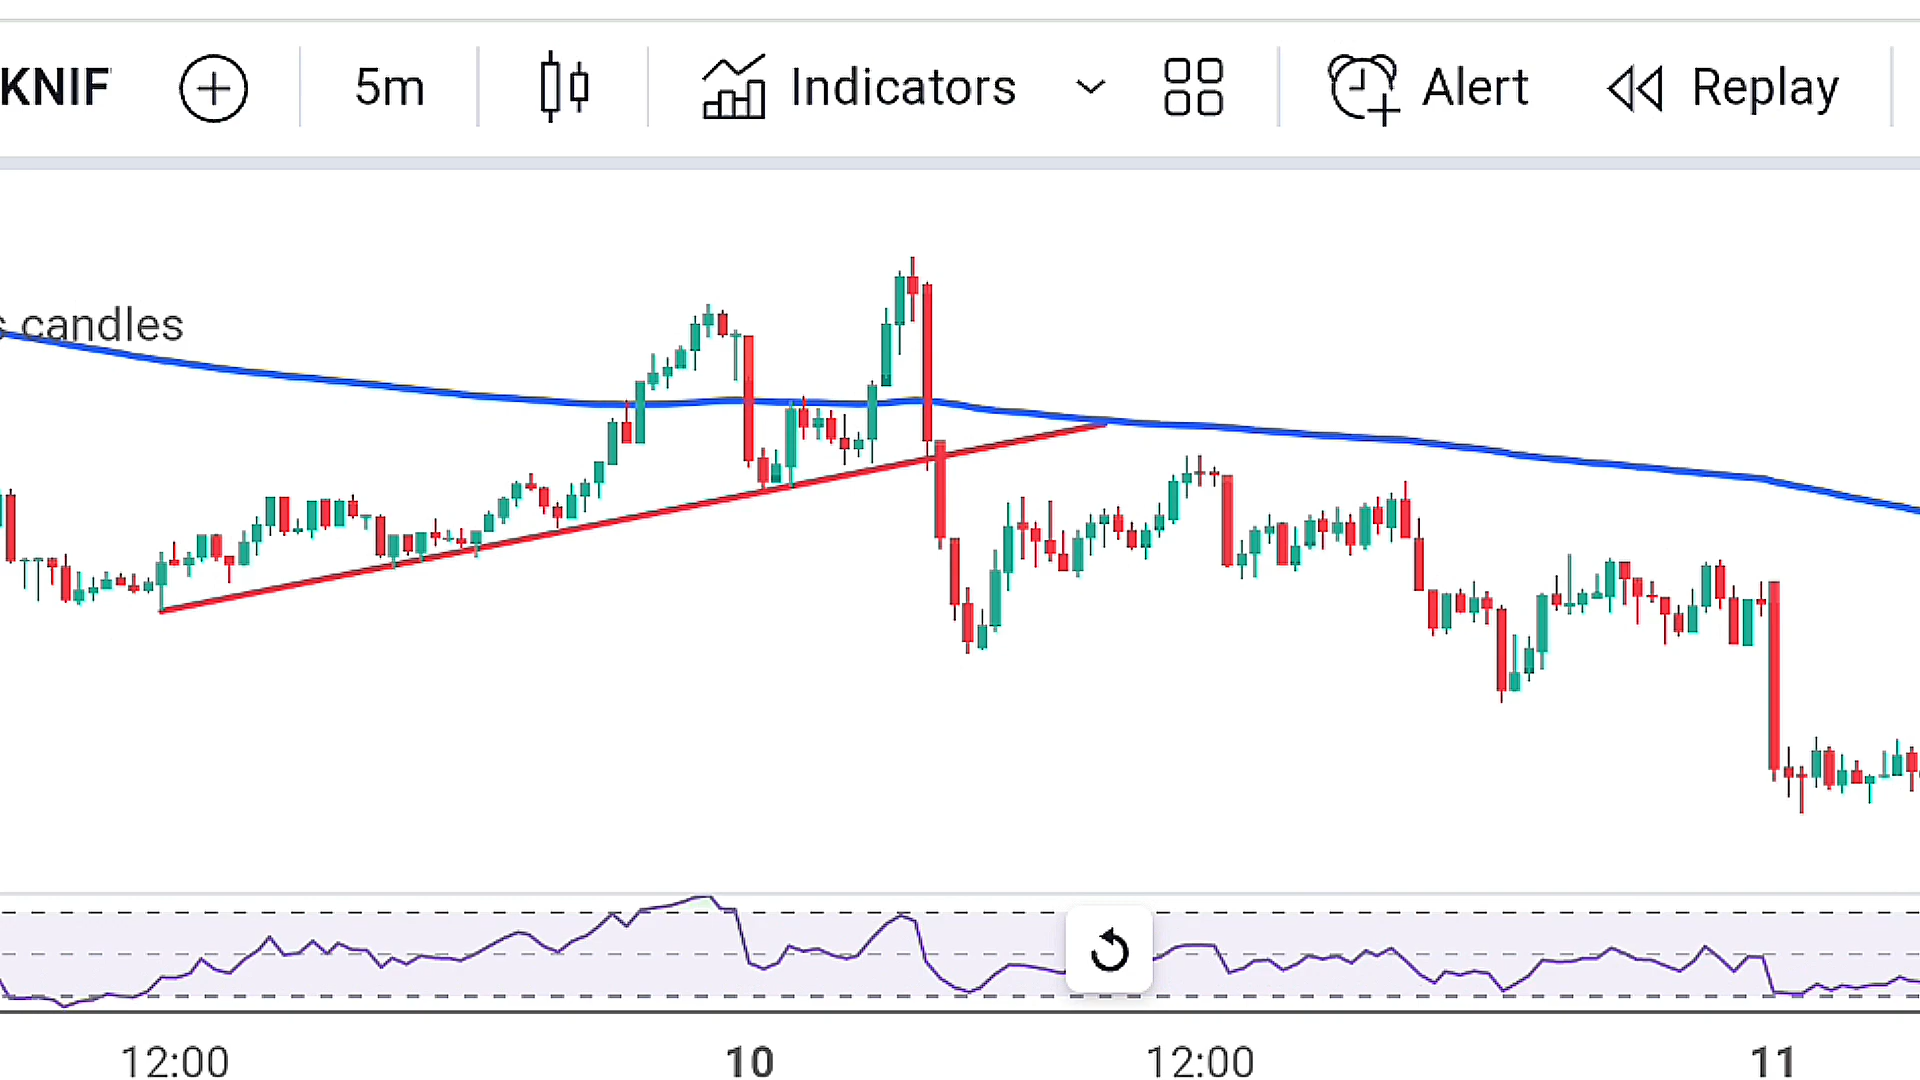 KNIF
5m
Indicators
Alert
Replay
candles
12:00
10
12:00
11